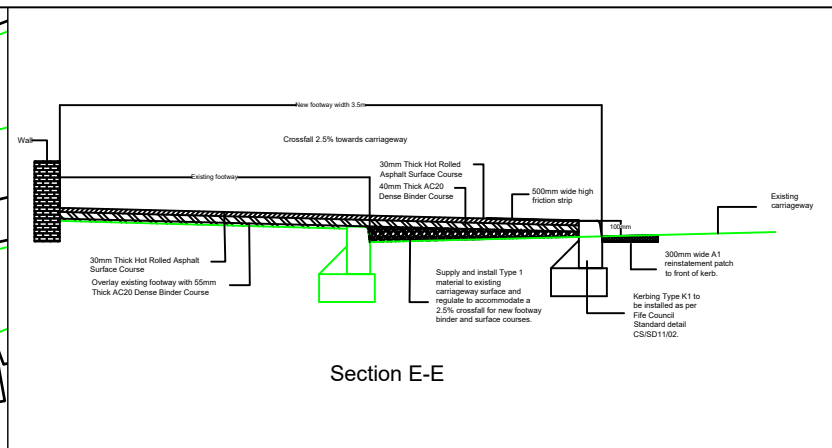 New footway width 3.5m
Wall
Crossfall 2.5% towards carriageway
30mm Thick Hot Rolled
Asphalt Surface Course
Existing footway
40mm Thick AC20
Dense Binder Course
500mm wide high
friction strip
Existing
carriageway
100mm
30mm Thick Hot Rolled Asphalt
Surface Course
Overlay existing footway with 55mm
Thick AC20 Dense Binder Course
Supply and install Type 1
material to existing
carriageway surface and
regulate to accommodate a
2.5% crossfall for new footway
binder and surface courses.
300mm wide A1
reinstatement patch
to front of kerb.
Kerbing Type K1 to
be installed as per
Fife Council
Standard detail
CS/SD11/02.
Section E-E